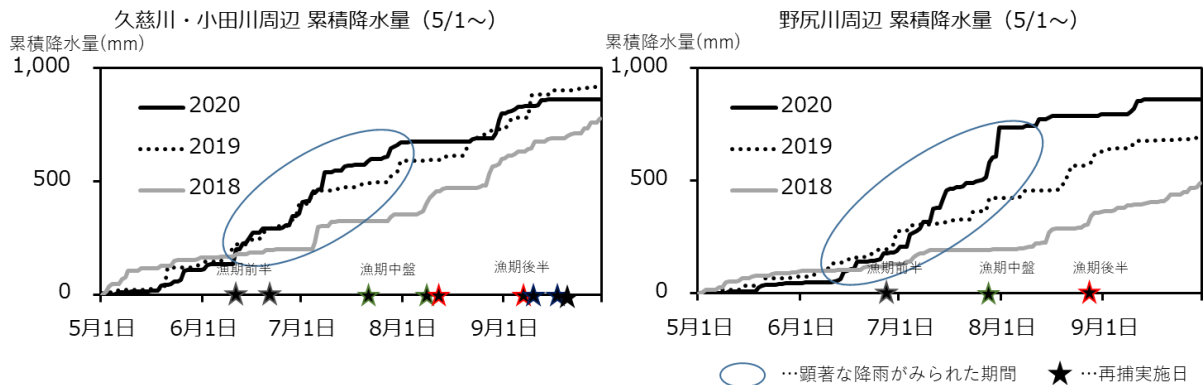 久慈川・小田川周辺 累積降水量（5/1～）
累積降水量(mm)
1,000
500
0
2020
2019
2018
漁期前半
漁期中盤
漁期後半
5月1日
6月1日
7月1日
8月1日
9月1日
野尻川周辺 累積降水量（5/1～）
累積降水量(mm)
1,000
500
0
2020
2019
2018
漁期前半
漁期中盤
漁期後半
5月1日
6月1日
7月1日
8月1日
9月1日
…顕著な降雨がみられた期間
…再捕実施日